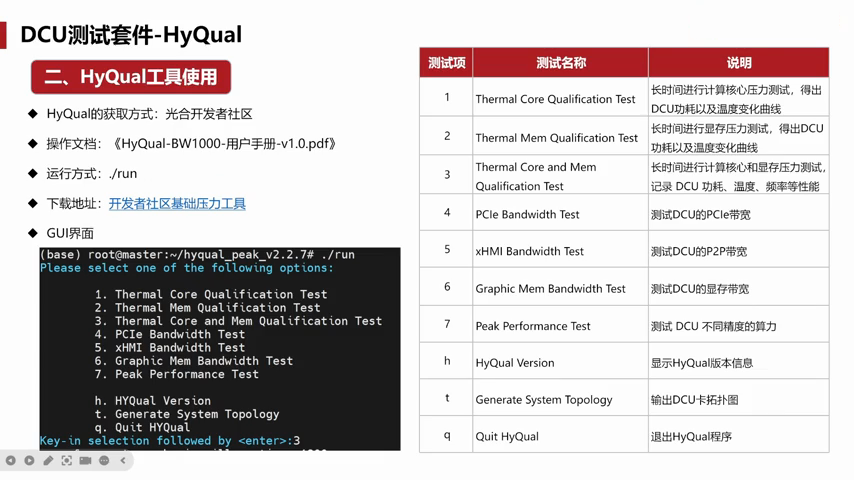 DCU测试套件-HyQual
二、HyQual工具使用
◆ HyQual的获取方式：光合开发者社区
◆ 操作文档：《HyQual-BW1000-用户手册-v1.0.pdf》
◆ 运行方式：./run
◆ 下载地址：开发者社区基础压力工具
◆ GUI界面
(base) root@master:~/hyqual_peak_v2.2.7# ./run
Please select one of the following options:
1. Thermal Core Qualification Test
2. Thermal Mem Qualification Test
3. Thermal Core and Mem Qualification Test
4. PCIe Bandwidth Test
5. xHMI Bandwidth Test
6. Graphic Mem Bandwidth Test
7. Peak Performance Test
h. HYQual Version
t. Generate System Topology
q. Quit HYQual
Key-in selection followed by <enter>:3
测试项 测试名称 说明
1 Thermal Core Qualification Test 长时间进行计算核心压力测试，得出
DCU功耗以及温度变化曲线
2 Thermal Mem Qualification Test 长时间进行显存压力测试，得出DCU
功耗以及温度变化曲线
3 Thermal Core and Mem 长时间进行计算核心和显存压力测试，
Qualification Test 记录 DCU 功耗、温度、频率等性能
4 PCIe Bandwidth Test 测试DCU的PCIe带宽
5 xHMI Bandwidth Test 测试DCU的P2P带宽
6 Graphic Mem Bandwidth Test 测试DCU的显存带宽
7 Peak Performance Test 测试 DCU 不同精度的算力
h HyQual Version 显示HyQual版本信息
t Generate System Topology 输出DCU卡拓扑图
q Quit HyQual 退出HyQual程序